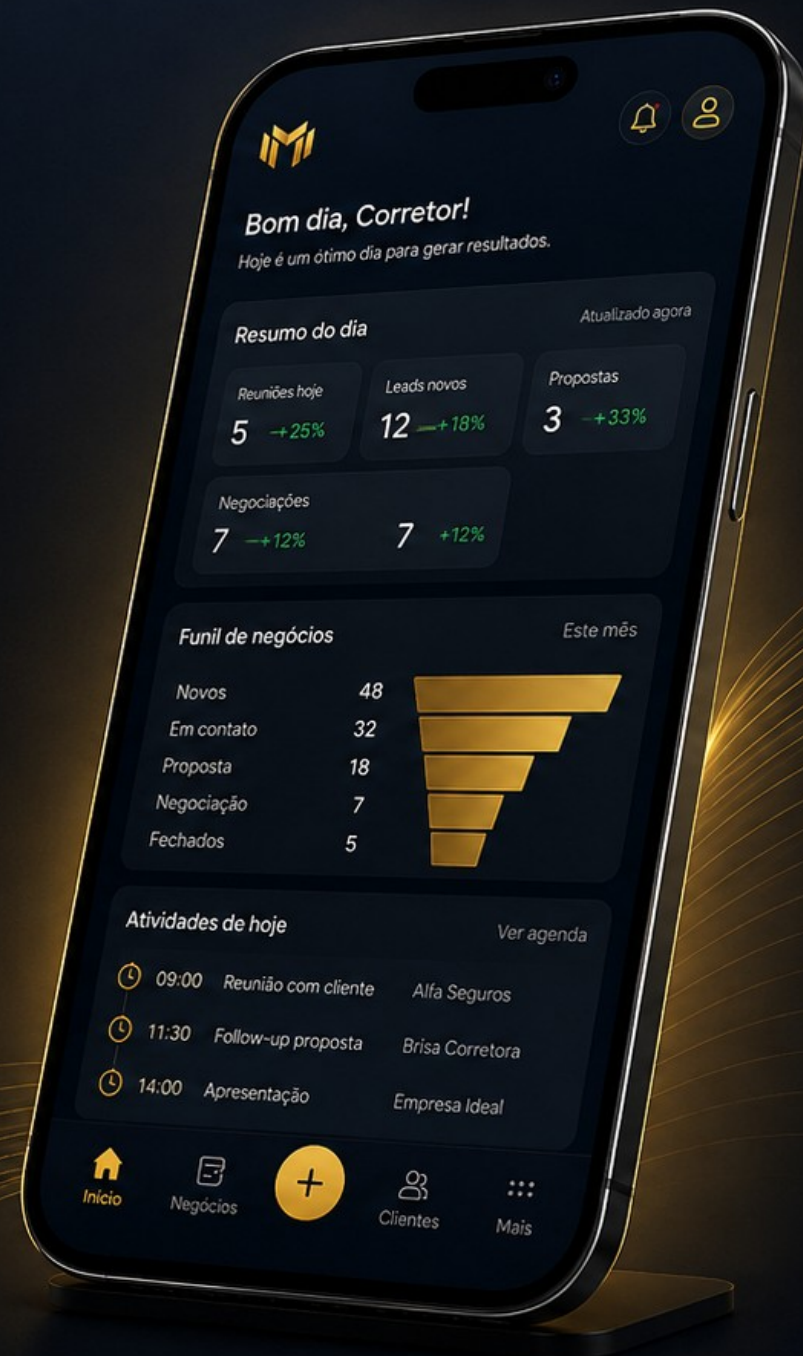 Bom dia, Corretor!
Hoje é um ótimo dia para gerar resultados.
Resumo do dia
Atualizado agora
Reuniões hoje
5 +25%
Leads novos
12 +18%
Propostas
3 +33%
Negociações
7 +12% 7 +12%
Funil de negócios
Este mês
Novos 48
Em contato 32
Proposta 18
Negociação 7
Fechados 5
Atividades de hoje
Ver agenda
09:00 Reunião com cliente Alfa Seguros
11:30 Follow-up proposta Brisa Corretora
14:00 Apresentação Empresa Ideal
Início
Negócios
+
Clientes
Mais